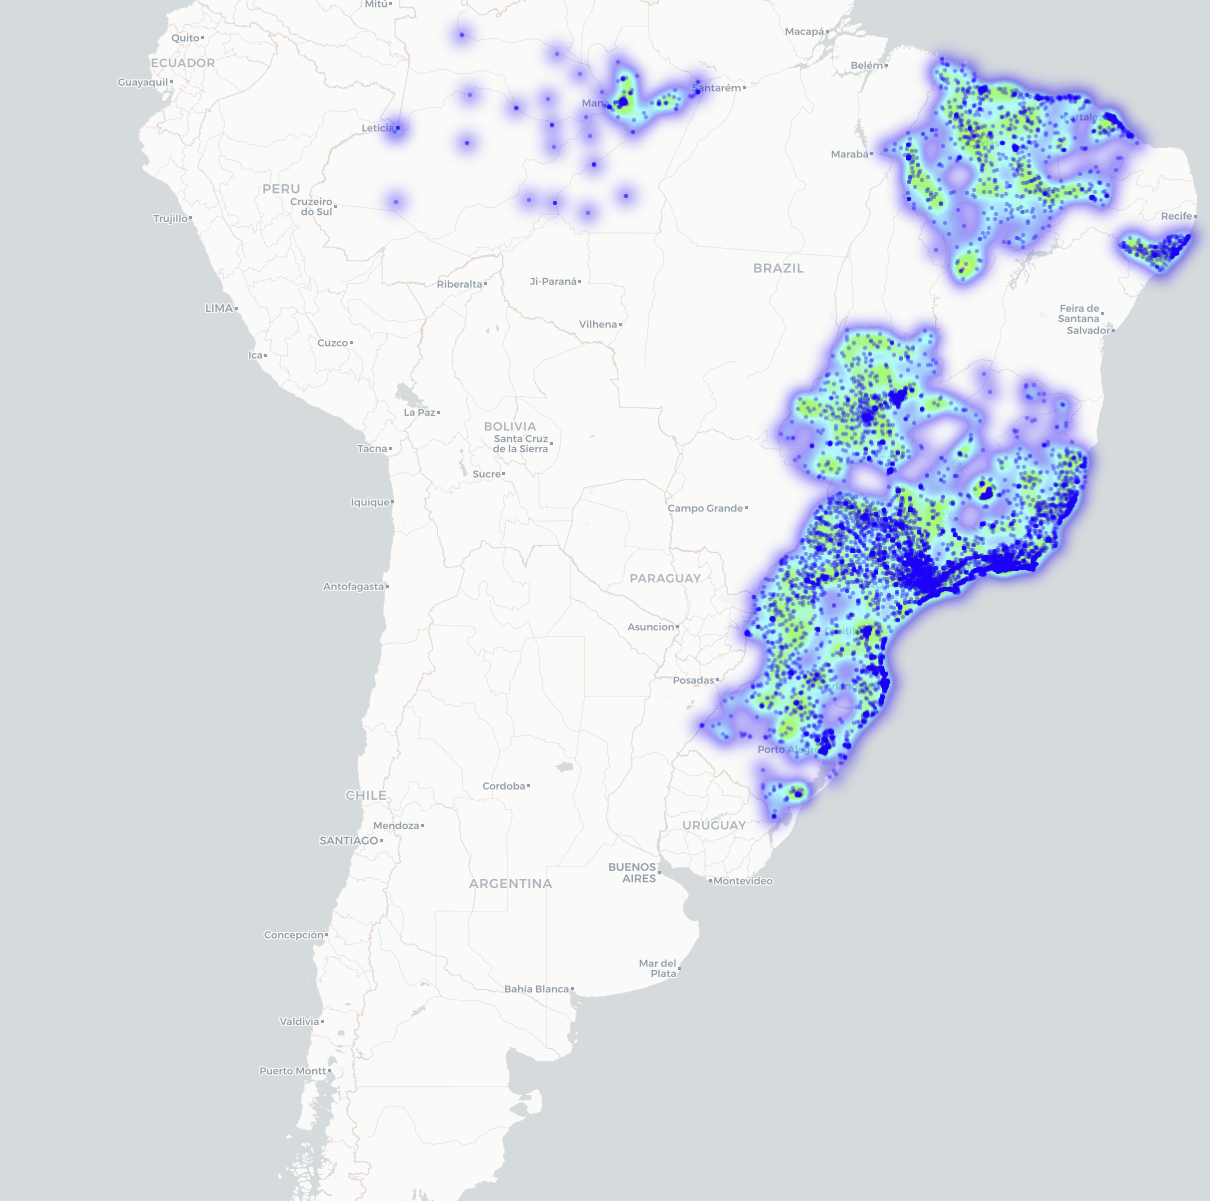 Mitú
Quito
Macapá
ECUADOR
Belém
Guayaquil
Santarém
Leticia
Marabá
PERU
Cruzeiro
do Sul
Trujillo
Recife
BRAZIL
Riberalta
Ji-Paraná
LIMA
Feira de
Santana
Vilhena
Salvador
Cuzco
Ica
La Paz
BOLIVIA
Santa Cruz
de la Sierra
Tacna
Sucre
Iquique
Campo Grande
PARAGUAY
Antofagasta
Asuncion
Posadas
Porto Alegre
Cordoba
CHILE
Mendoza
URUGUAY
SANTIAGO
BUENOS
AIRES
ARGENTINA
Montevideo
Concepción
Mar del
Plata
Bahía Blanca
Valdivia
Puerto Montt